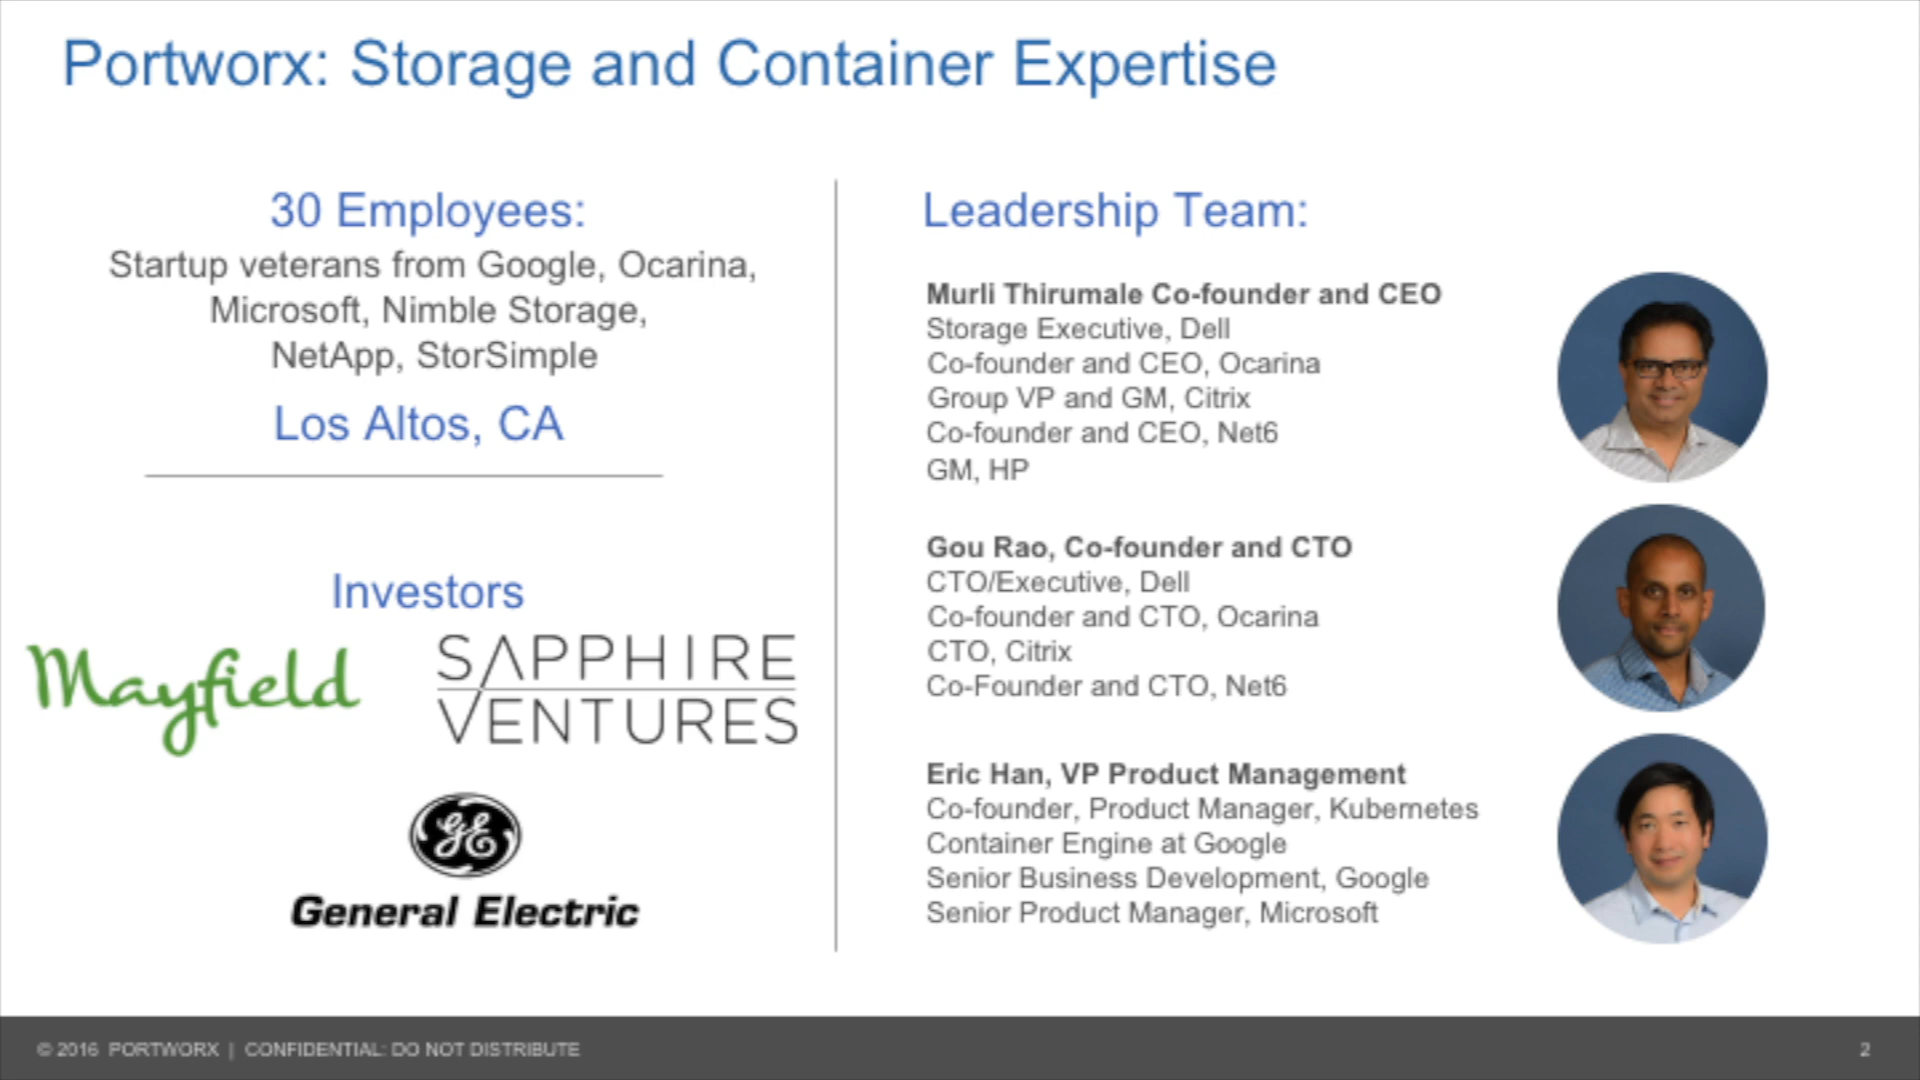 Portworx: Storage and Container Expertise
30 Employees:
Startup veterans from Google, Ocarina,
Microsoft, Nimble Storage,
NetApp, StorSimple
Los Altos, CA
Investors
Mayfield
SAPPHIRE
VENTURES
GE
General Electric
Leadership Team:
Murli Thirumale Co-founder and CEO
Storage Executive, Dell
Co-founder and CEO, Ocarina
Group VP and GM, Citrix
Co-founder and CEO, Net6
GM, HP
Gou Rao, Co-founder and CTO
CTO/Executive, Dell
Co-founder and CTO, Ocarina
CTO, Citrix
Co-Founder and CTO, Net6
Eric Han, VP Product Management
Co-founder, Product Manager, Kubernetes
Container Engine at Google
Senior Business Development, Google
Senior Product Manager, Microsoft
© 2016 PORTWORX | CONFIDENTIAL: DO NOT DISTRIBUTE
2